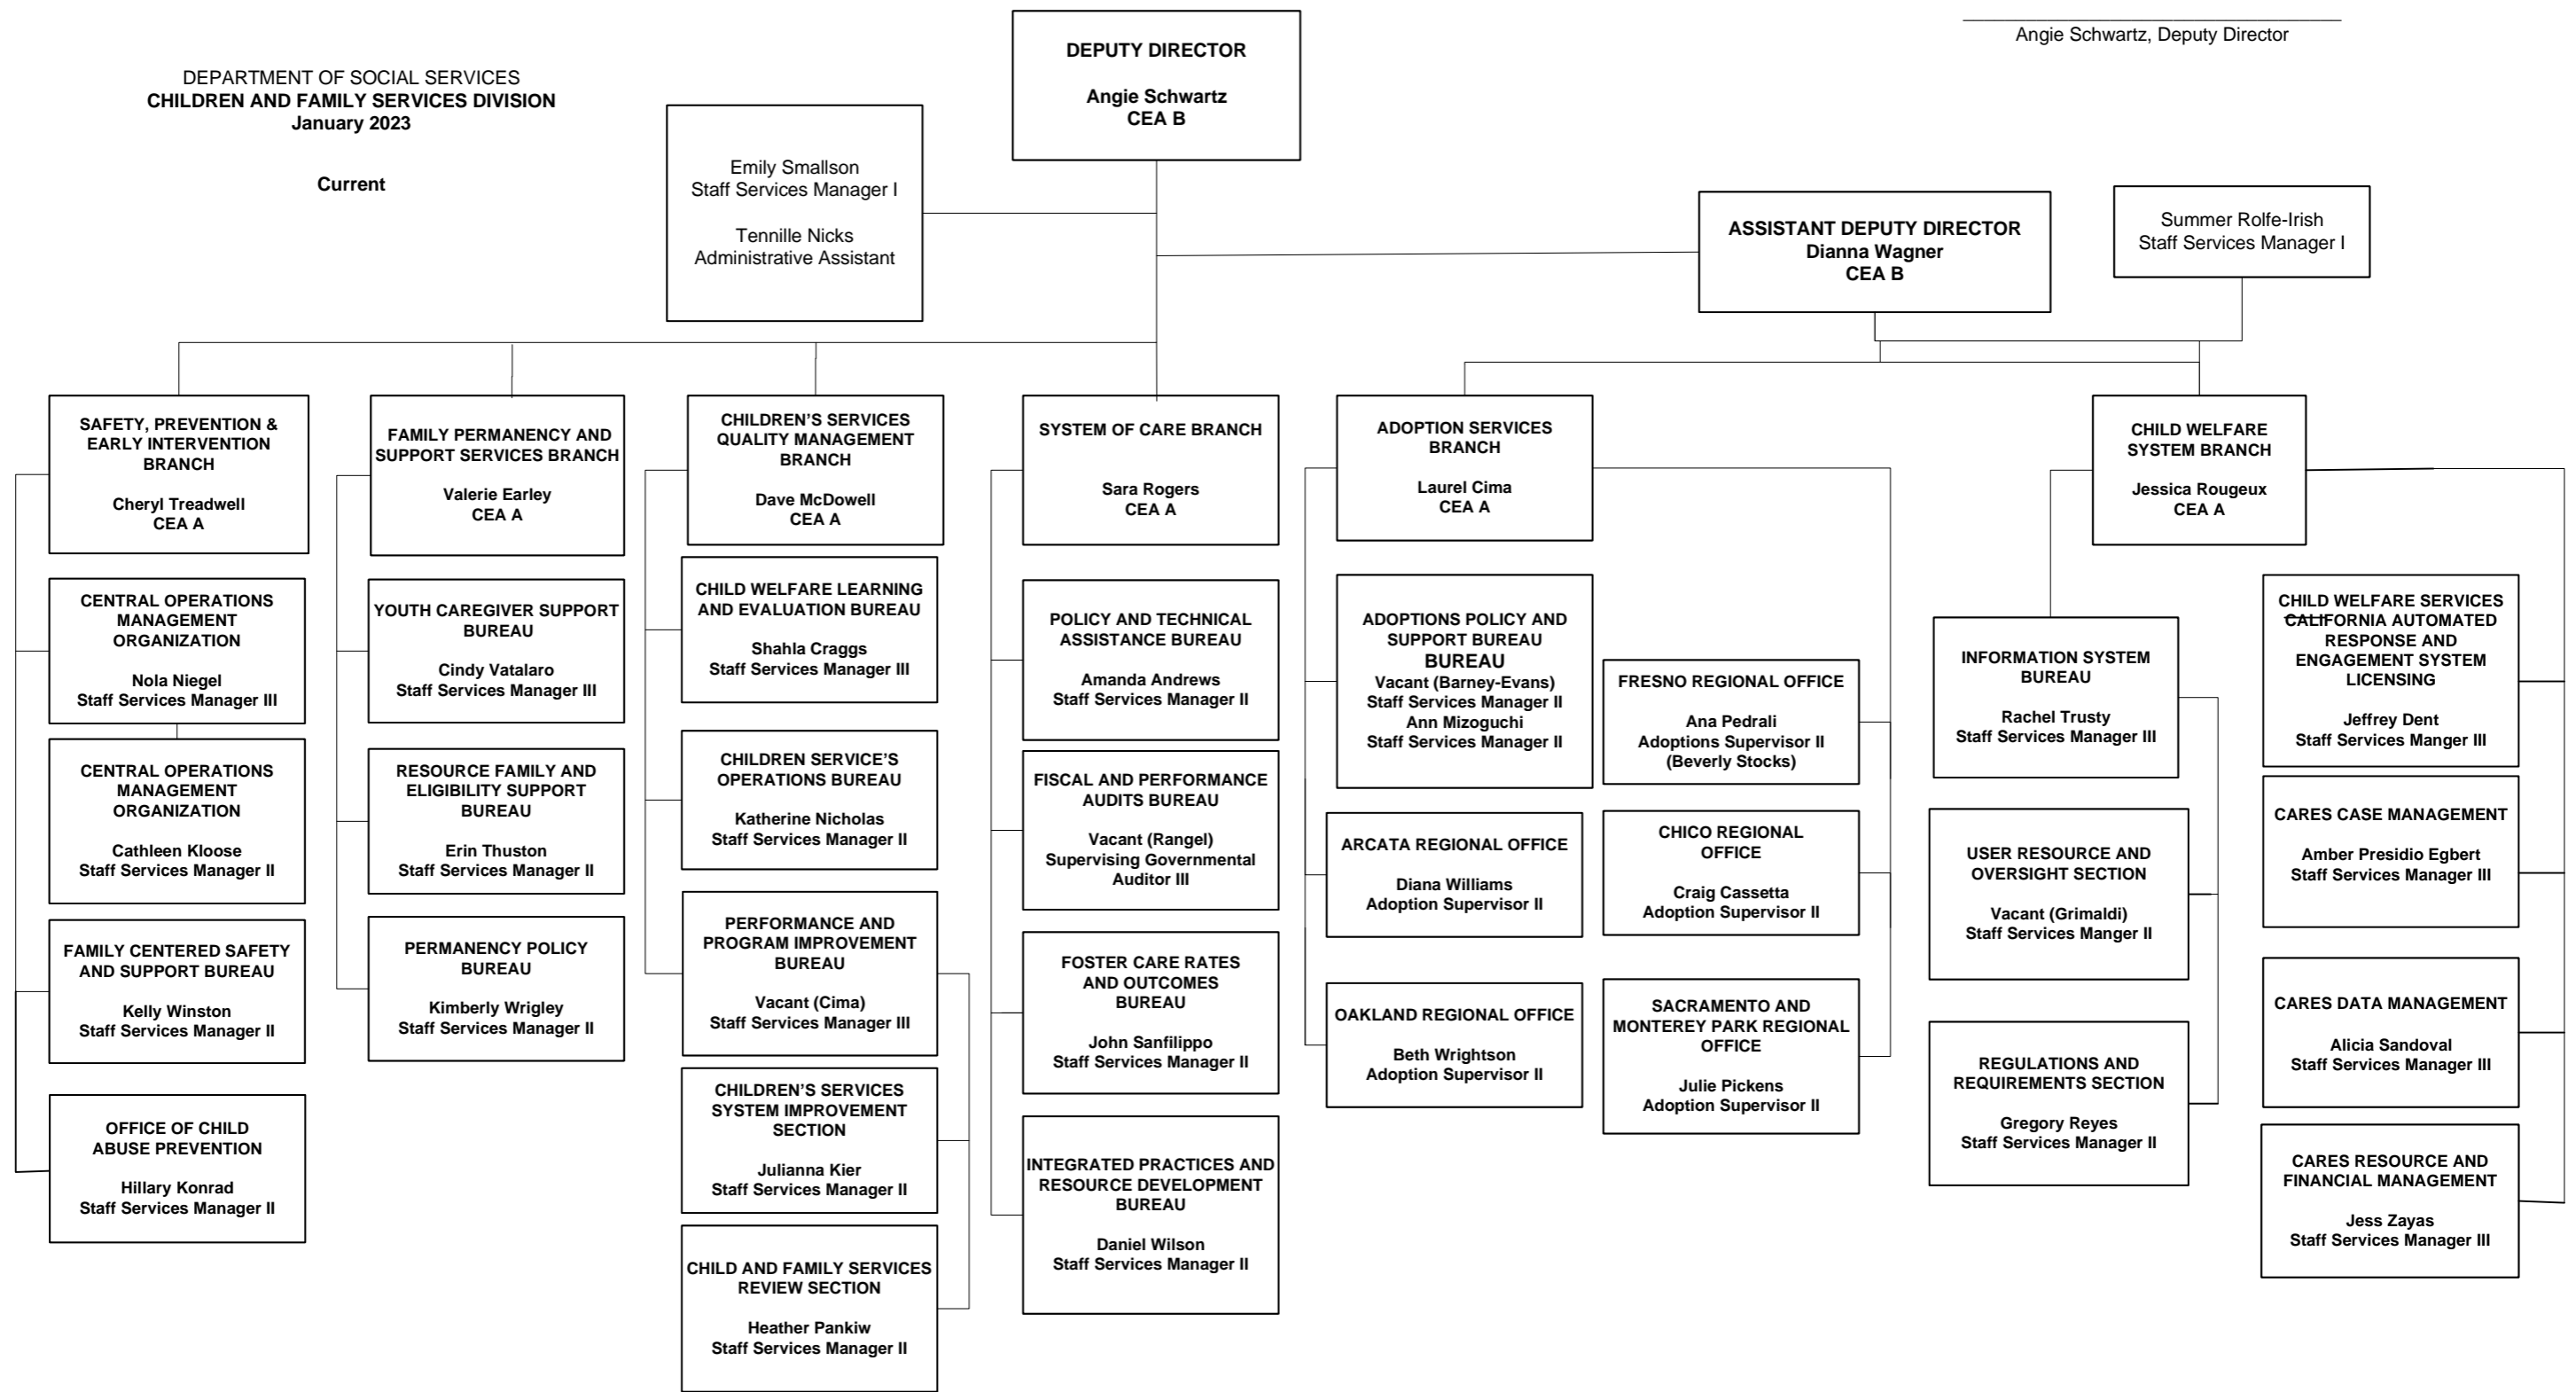 DEPARTMENT OF SOCIAL SERVICES
CHILDREN AND FAMILY SERVICES DIVISION
January 2023
Current
DEPUTY DIRECTOR
Angie Schwartz
CEA B
Angie Schwartz, Deputy Director
Emily Smallson
Staff Services Manager I
Tennille Nicks
Administrative Assistant
ASSISTANT DEPUTY DIRECTOR
Dianna Wagner
CEA B
Summer Rolfe-Irish
Staff Services Manager I
SAFETY, PREVENTION &
EARLY INTERVENTION
BRANCH
Cheryl Treadwell
CEA A
CENTRAL OPERATIONS
MANAGEMENT
ORGANIZATION
Nola Niegel
Staff Services Manager III
CENTRAL OPERATIONS
MANAGEMENT
ORGANIZATION
Cathleen Kloose
Staff Services Manager II
FAMILY CENTERED SAFETY
AND SUPPORT BUREAU
Kelly Winston
Staff Services Manager II
OFFICE OF CHILD
ABUSE PREVENTION
Hillary Konrad
Staff Services Manager II
FAMILY PERMANENCY AND
SUPPORT SERVICES BRANCH
Valerie Earley
CEA A
YOUTH CAREGIVER SUPPORT
BUREAU
Cindy Vatalaro
Staff Services Manager III
RESOURCE FAMILY AND
ELIGIBILITY SUPPORT
BUREAU
Erin Thuston
Staff Services Manager II
PERMANENCY POLICY
BUREAU
Kimberly Wrigley
Staff Services Manager II
CHILDREN’S SERVICES
QUALITY MANAGEMENT
BRANCH
Dave McDowell
CEA A
CHILD WELFARE LEARNING
AND EVALUATION BUREAU
Shahla Craggs
Staff Services Manager III
CHILDREN SERVICE’S
OPERATIONS BUREAU
Katherine Nicholas
Staff Services Manager II
PERFORMANCE AND
PROGRAM IMPROVEMENT
BUREAU
Vacant (Cima)
Staff Services Manager III
CHILDREN’S SERVICES
SYSTEM IMPROVEMENT
SECTION
Julianna Kier
Staff Services Manager II
CHILD AND FAMILY SERVICES
REVIEW SECTION
Heather Pankiw
Staff Services Manager II
SYSTEM OF CARE BRANCH
Sara Rogers
CEA A
POLICY AND TECHNICAL
ASSISTANCE BUREAU
Amanda Andrews
Staff Services Manager II
FISCAL AND PERFORMANCE
AUDITS BUREAU
Vacant (Rangel)
Supervising Governmental
Auditor III
FOSTER CARE RATES
AND OUTCOMES
BUREAU
John Sanfilippo
Staff Services Manager II
INTEGRATED PRACTICES AND
RESOURCE DEVELOPMENT
BUREAU
Daniel Wilson
Staff Services Manager II
ADOPTION SERVICES
BRANCH
Laurel Cima
CEA A
ADOPTIONS POLICY AND
SUPPORT BUREAU
BUREAU
Vacant (Barney-Evans)
Staff Services Manager II
Ann Mizoguchi
Staff Services Manager II
ARCATA REGIONAL OFFICE
Diana Williams
Adoption Supervisor II
OAKLAND REGIONAL OFFICE
Beth Wrightson
Adoption Supervisor II
FRESNO REGIONAL OFFICE
Ana Pedrali
Adoptions Supervisor II
(Beverly Stocks)
CHICO REGIONAL
OFFICE
Craig Cassetta
Adoption Supervisor II
SACRAMENTO AND
MONTEREY PARK REGIONAL
OFFICE
Julie Pickens
Adoption Supervisor II
CHILD WELFARE
SYSTEM BRANCH
Jessica Rougeux
CEA A
INFORMATION SYSTEM
BUREAU
Rachel Trusty
Staff Services Manager III
USER RESOURCE AND
OVERSIGHT SECTION
Vacant (Grimaldi)
Staff Services Manger II
REGULATIONS AND
REQUIREMENTS SECTION
Gregory Reyes
Staff Services Manager II
CHILD WELFARE SERVICES
CALIFORNIA AUTOMATED
RESPONSE AND
ENGAGEMENT SYSTEM
LICENSING
Jeffrey Dent
Staff Services Manger III
CARES CASE MANAGEMENT
Amber Presidio Egbert
Staff Services Manager III
CARES DATA MANAGEMENT
Alicia Sandoval
Staff Services Manager III
CARES RESOURCE AND
FINANCIAL MANAGEMENT
Jess Zayas
Staff Services Manager III